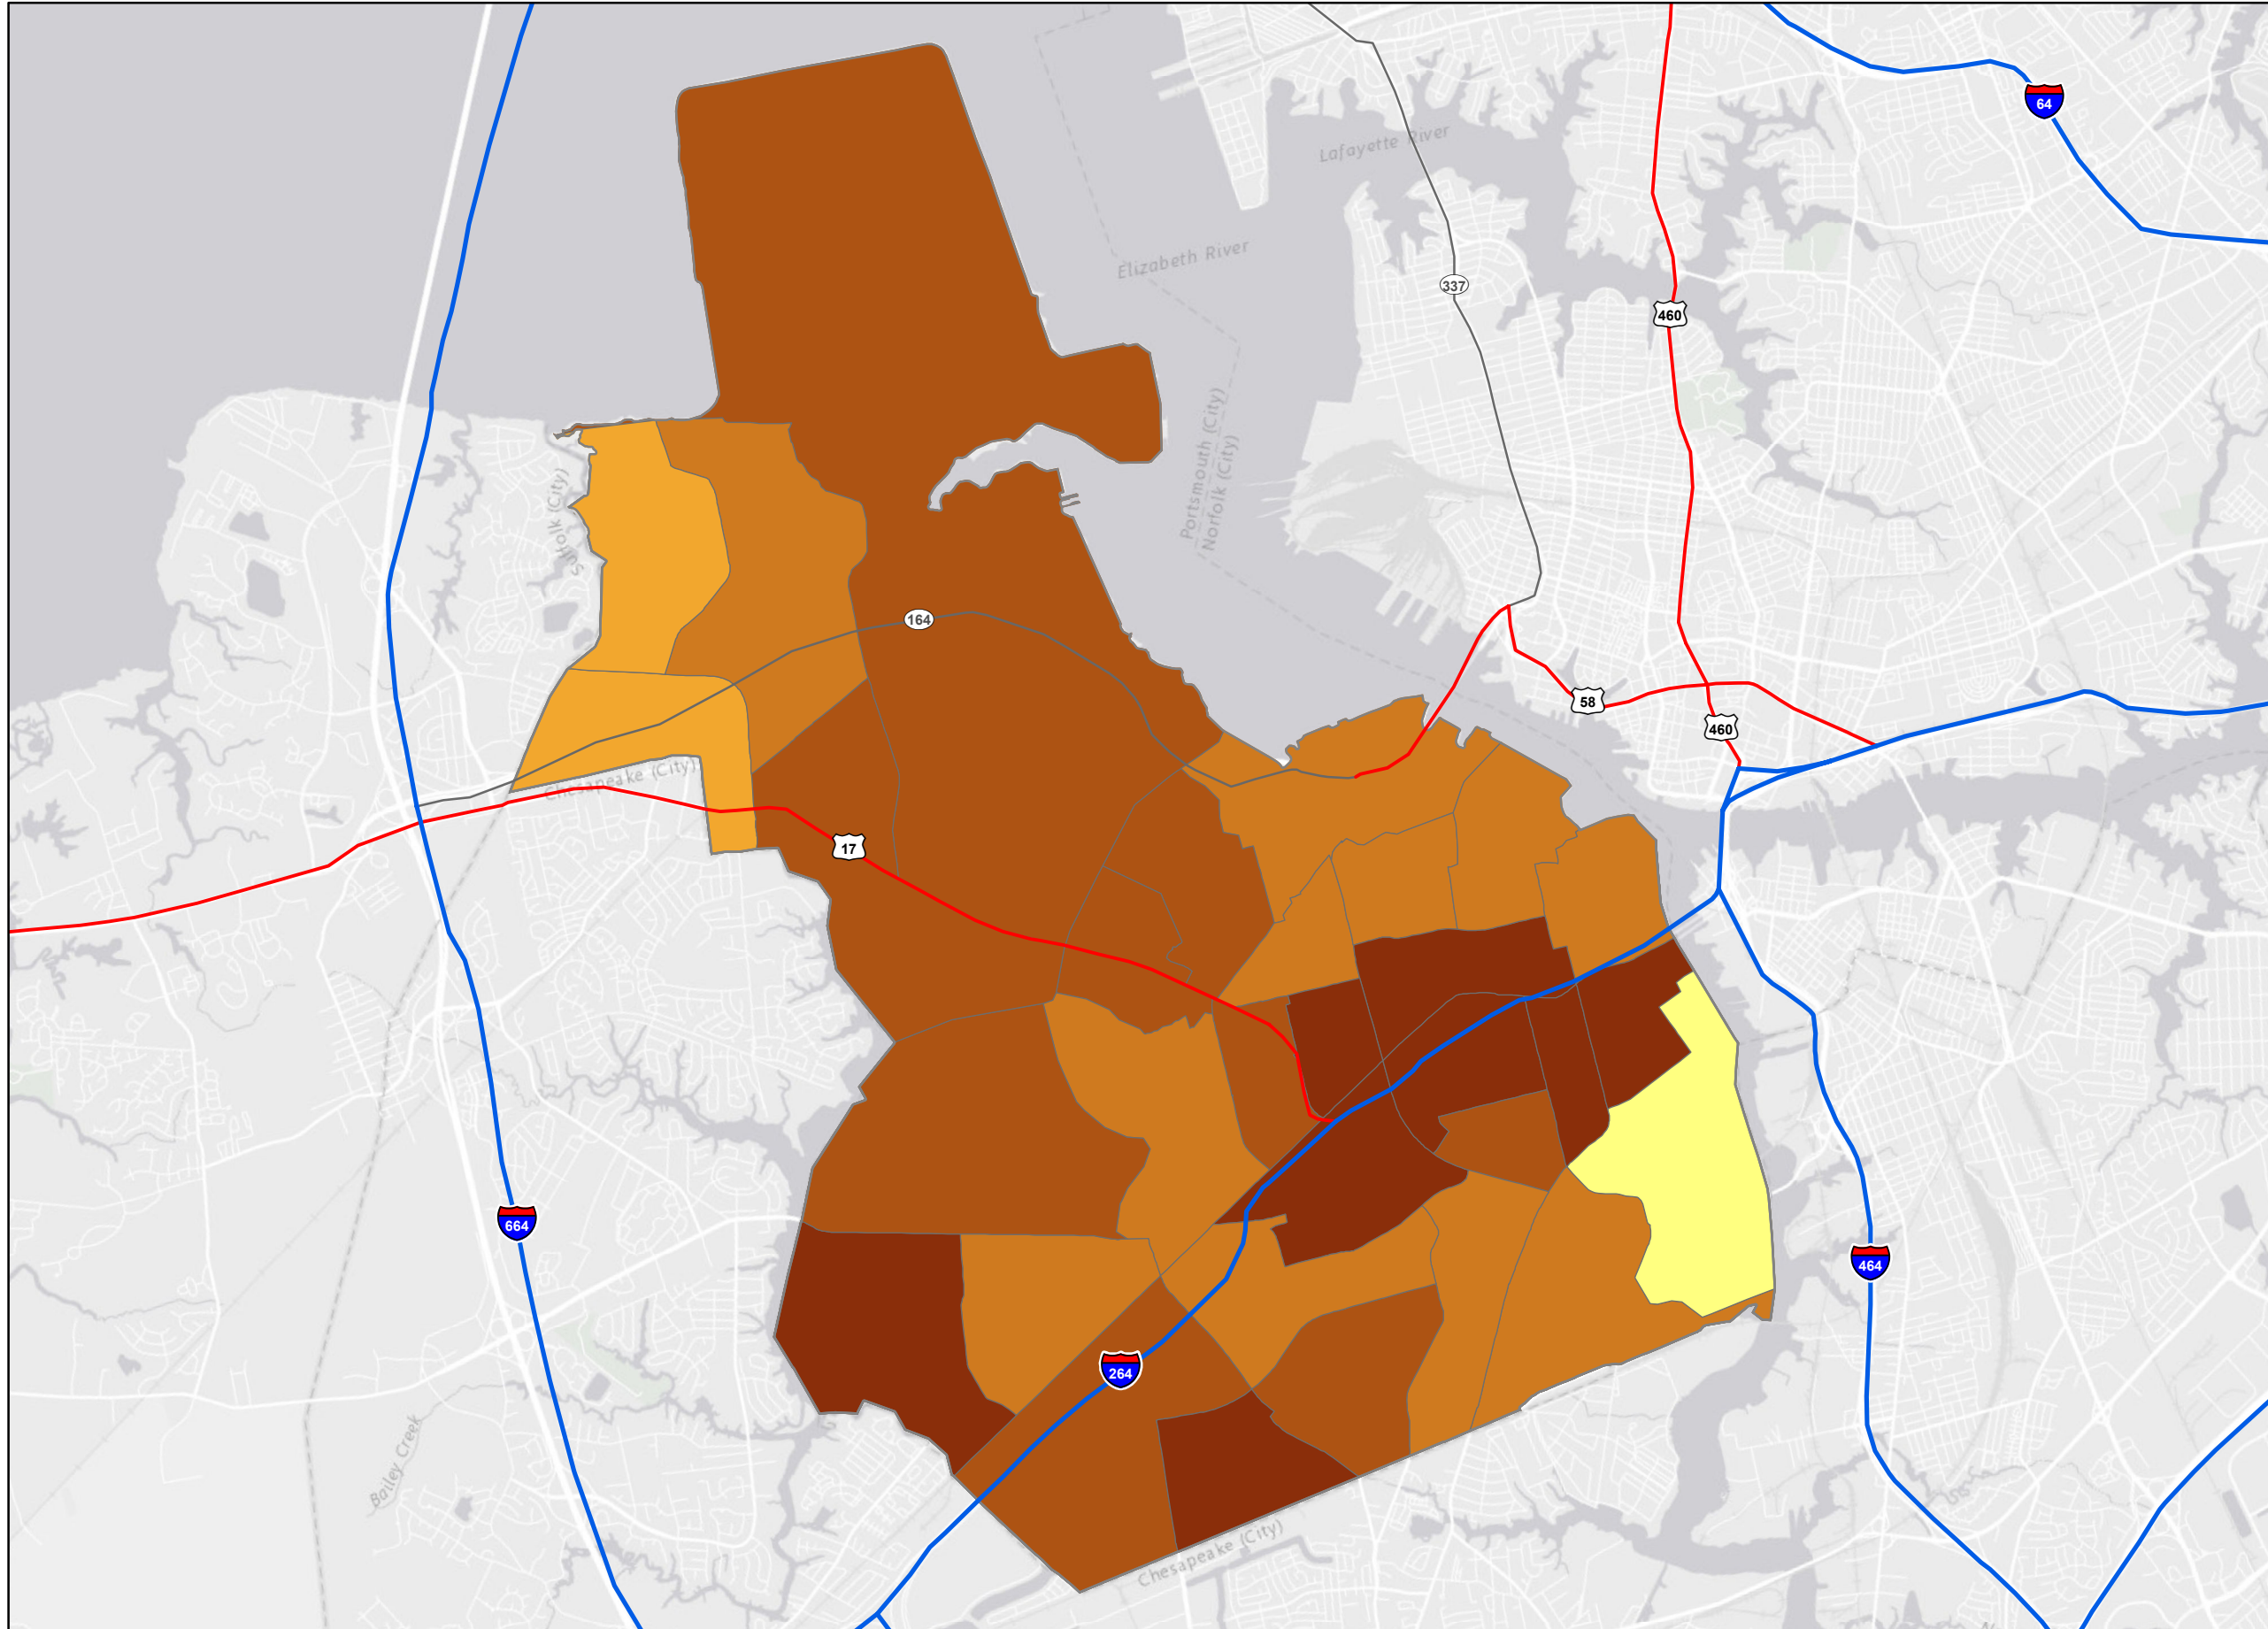 64
Lafayette River
Elizabeth River
337
460
Portsmouth (City)
Norfolk (City)
Suffolk (City)
164
58
460
Chesapeake (City)
17
664
464
264
Bailey Creek
Chesapeake (City)